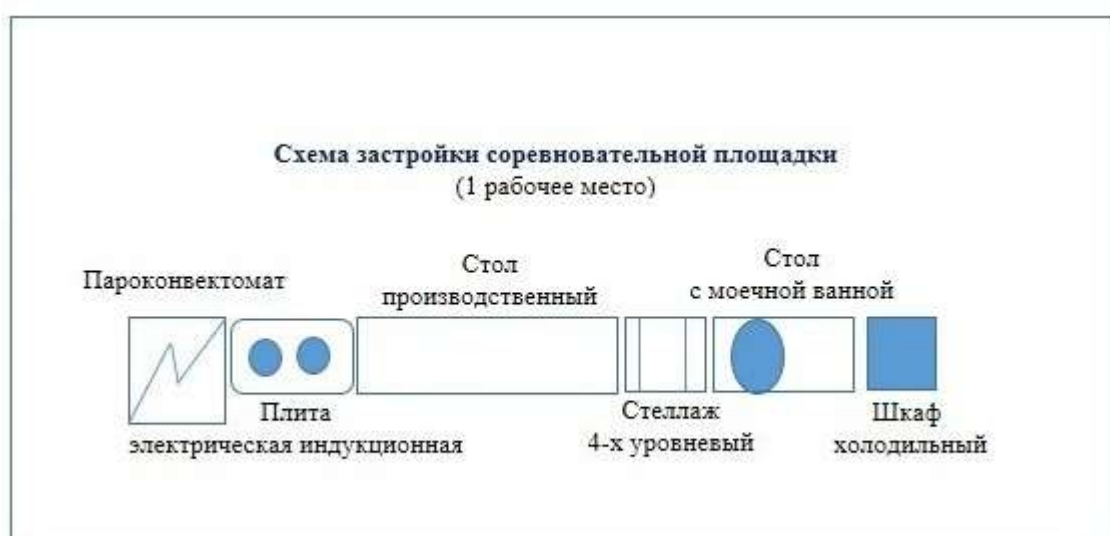 Схема застройки соревновательной площадки
(1 рабочее место)
Пароконвектомат
Стол
производственный
Стол
с моечной ванной
Плита
электрическая индукционная
Стеллаж
4-х уровневый
Шкаф
холодильный